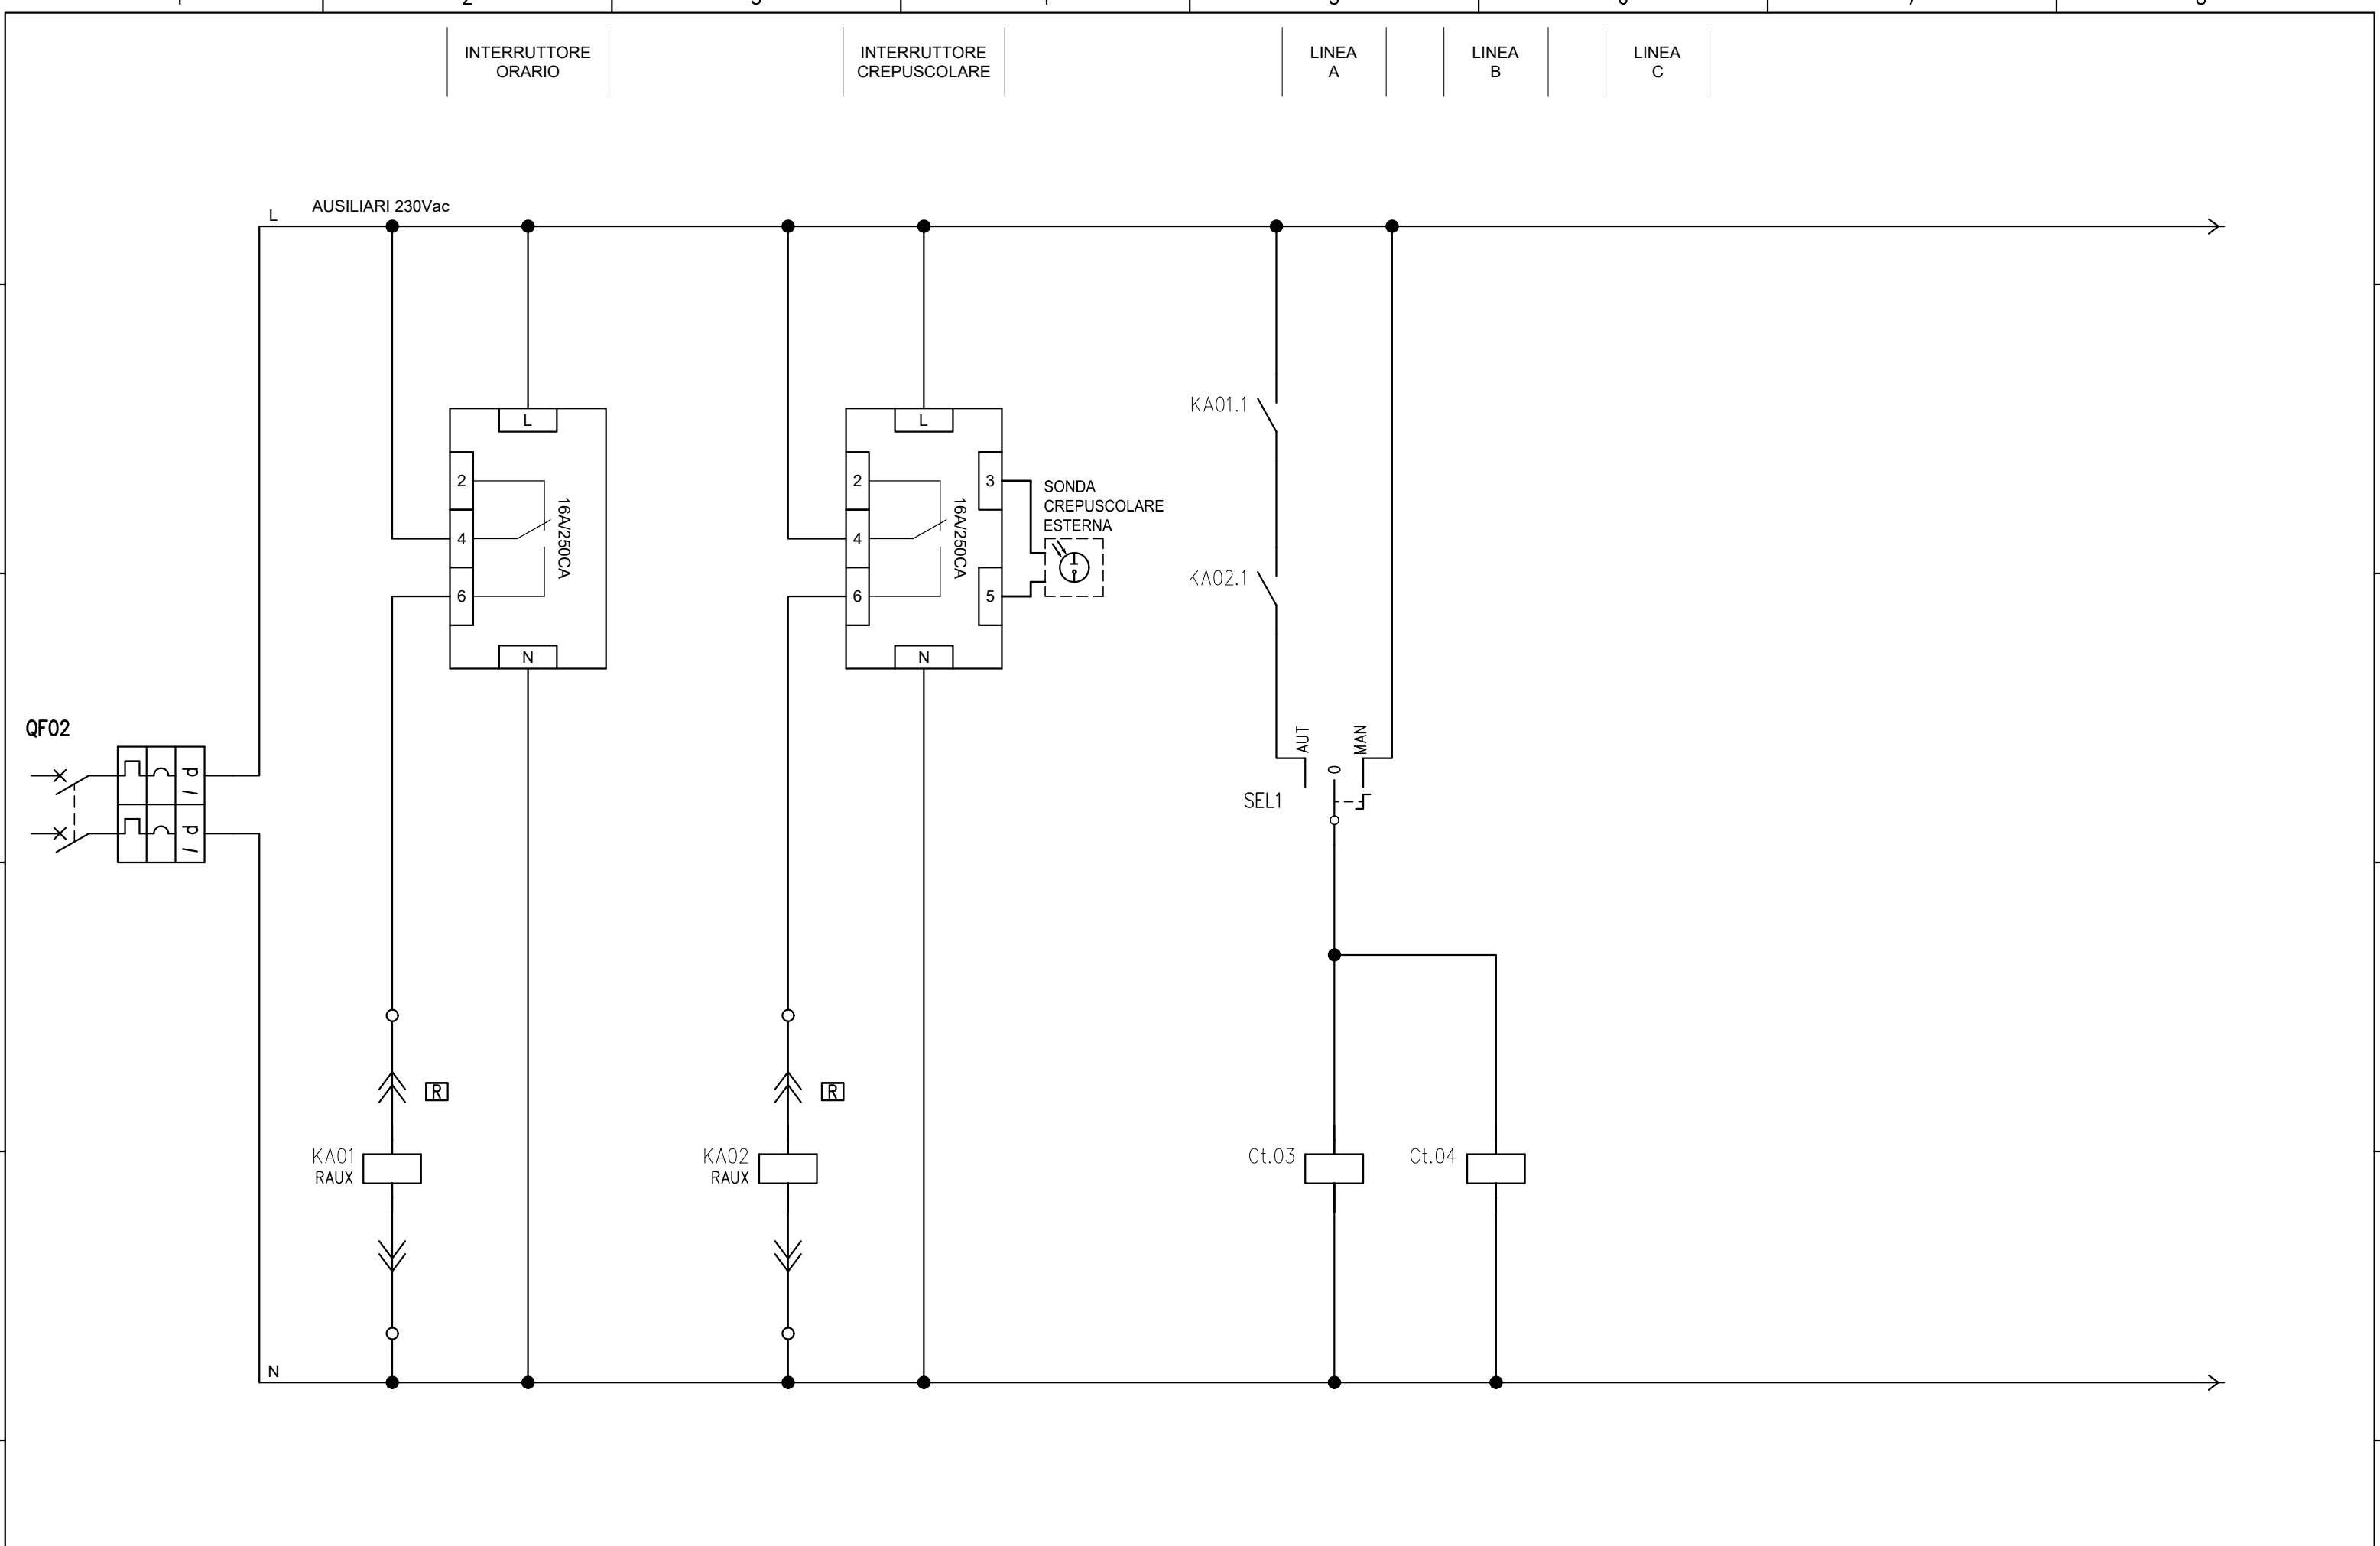 INTERRUTTORE
ORARIO
INTERRUTTORE
CREPUSCOLARE
LINEA
A
LINEA
B
LINEA
C
L
AUSILIARI 230Vac
L
2
4
6
16A/250CA
N
L
2
4
6
16A/250CA
3
5
N
SONDA
CREPUSCOLARE
ESTERNA
KA01.1
KA02.1
QF02
AUT
0
MAN
SEL1
R
R
KA01
RAUX
KA02
RAUX
Ct.03
Ct.04
N